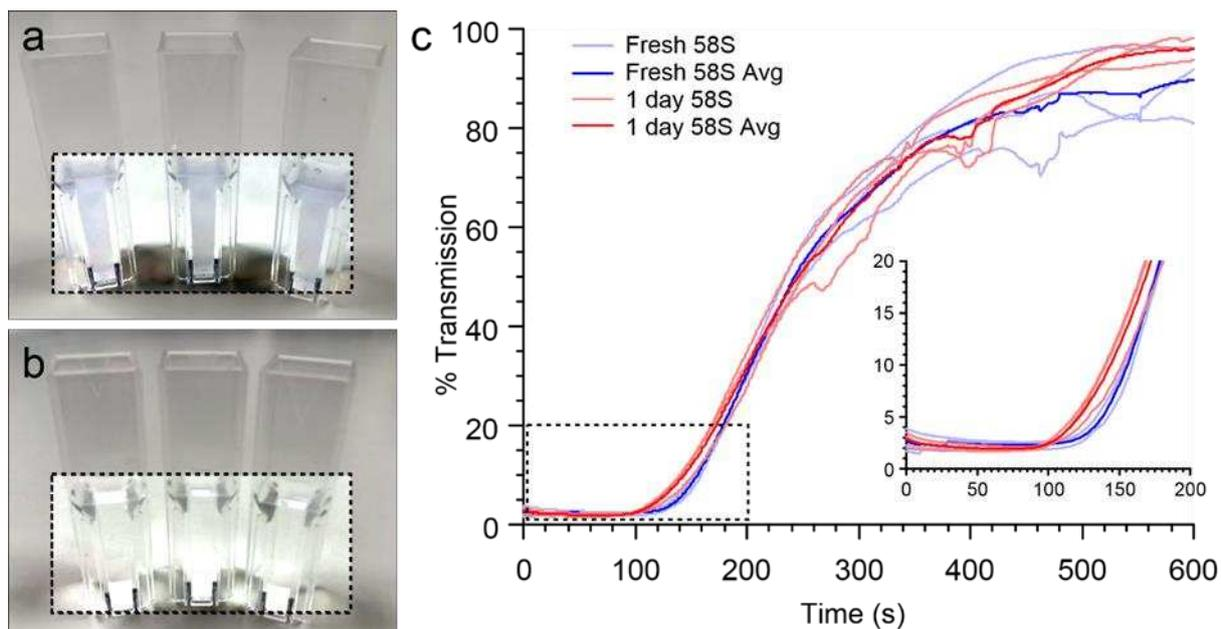 a
b
c
Fresh 58S
Fresh 58S Avg
1 day 58S
1 day 58S Avg
100
80
60
40
20
0
% Transmission
0 100 200 300 400 500 600
Time (s)
20
15
10
5
0
0 50 100 150 200